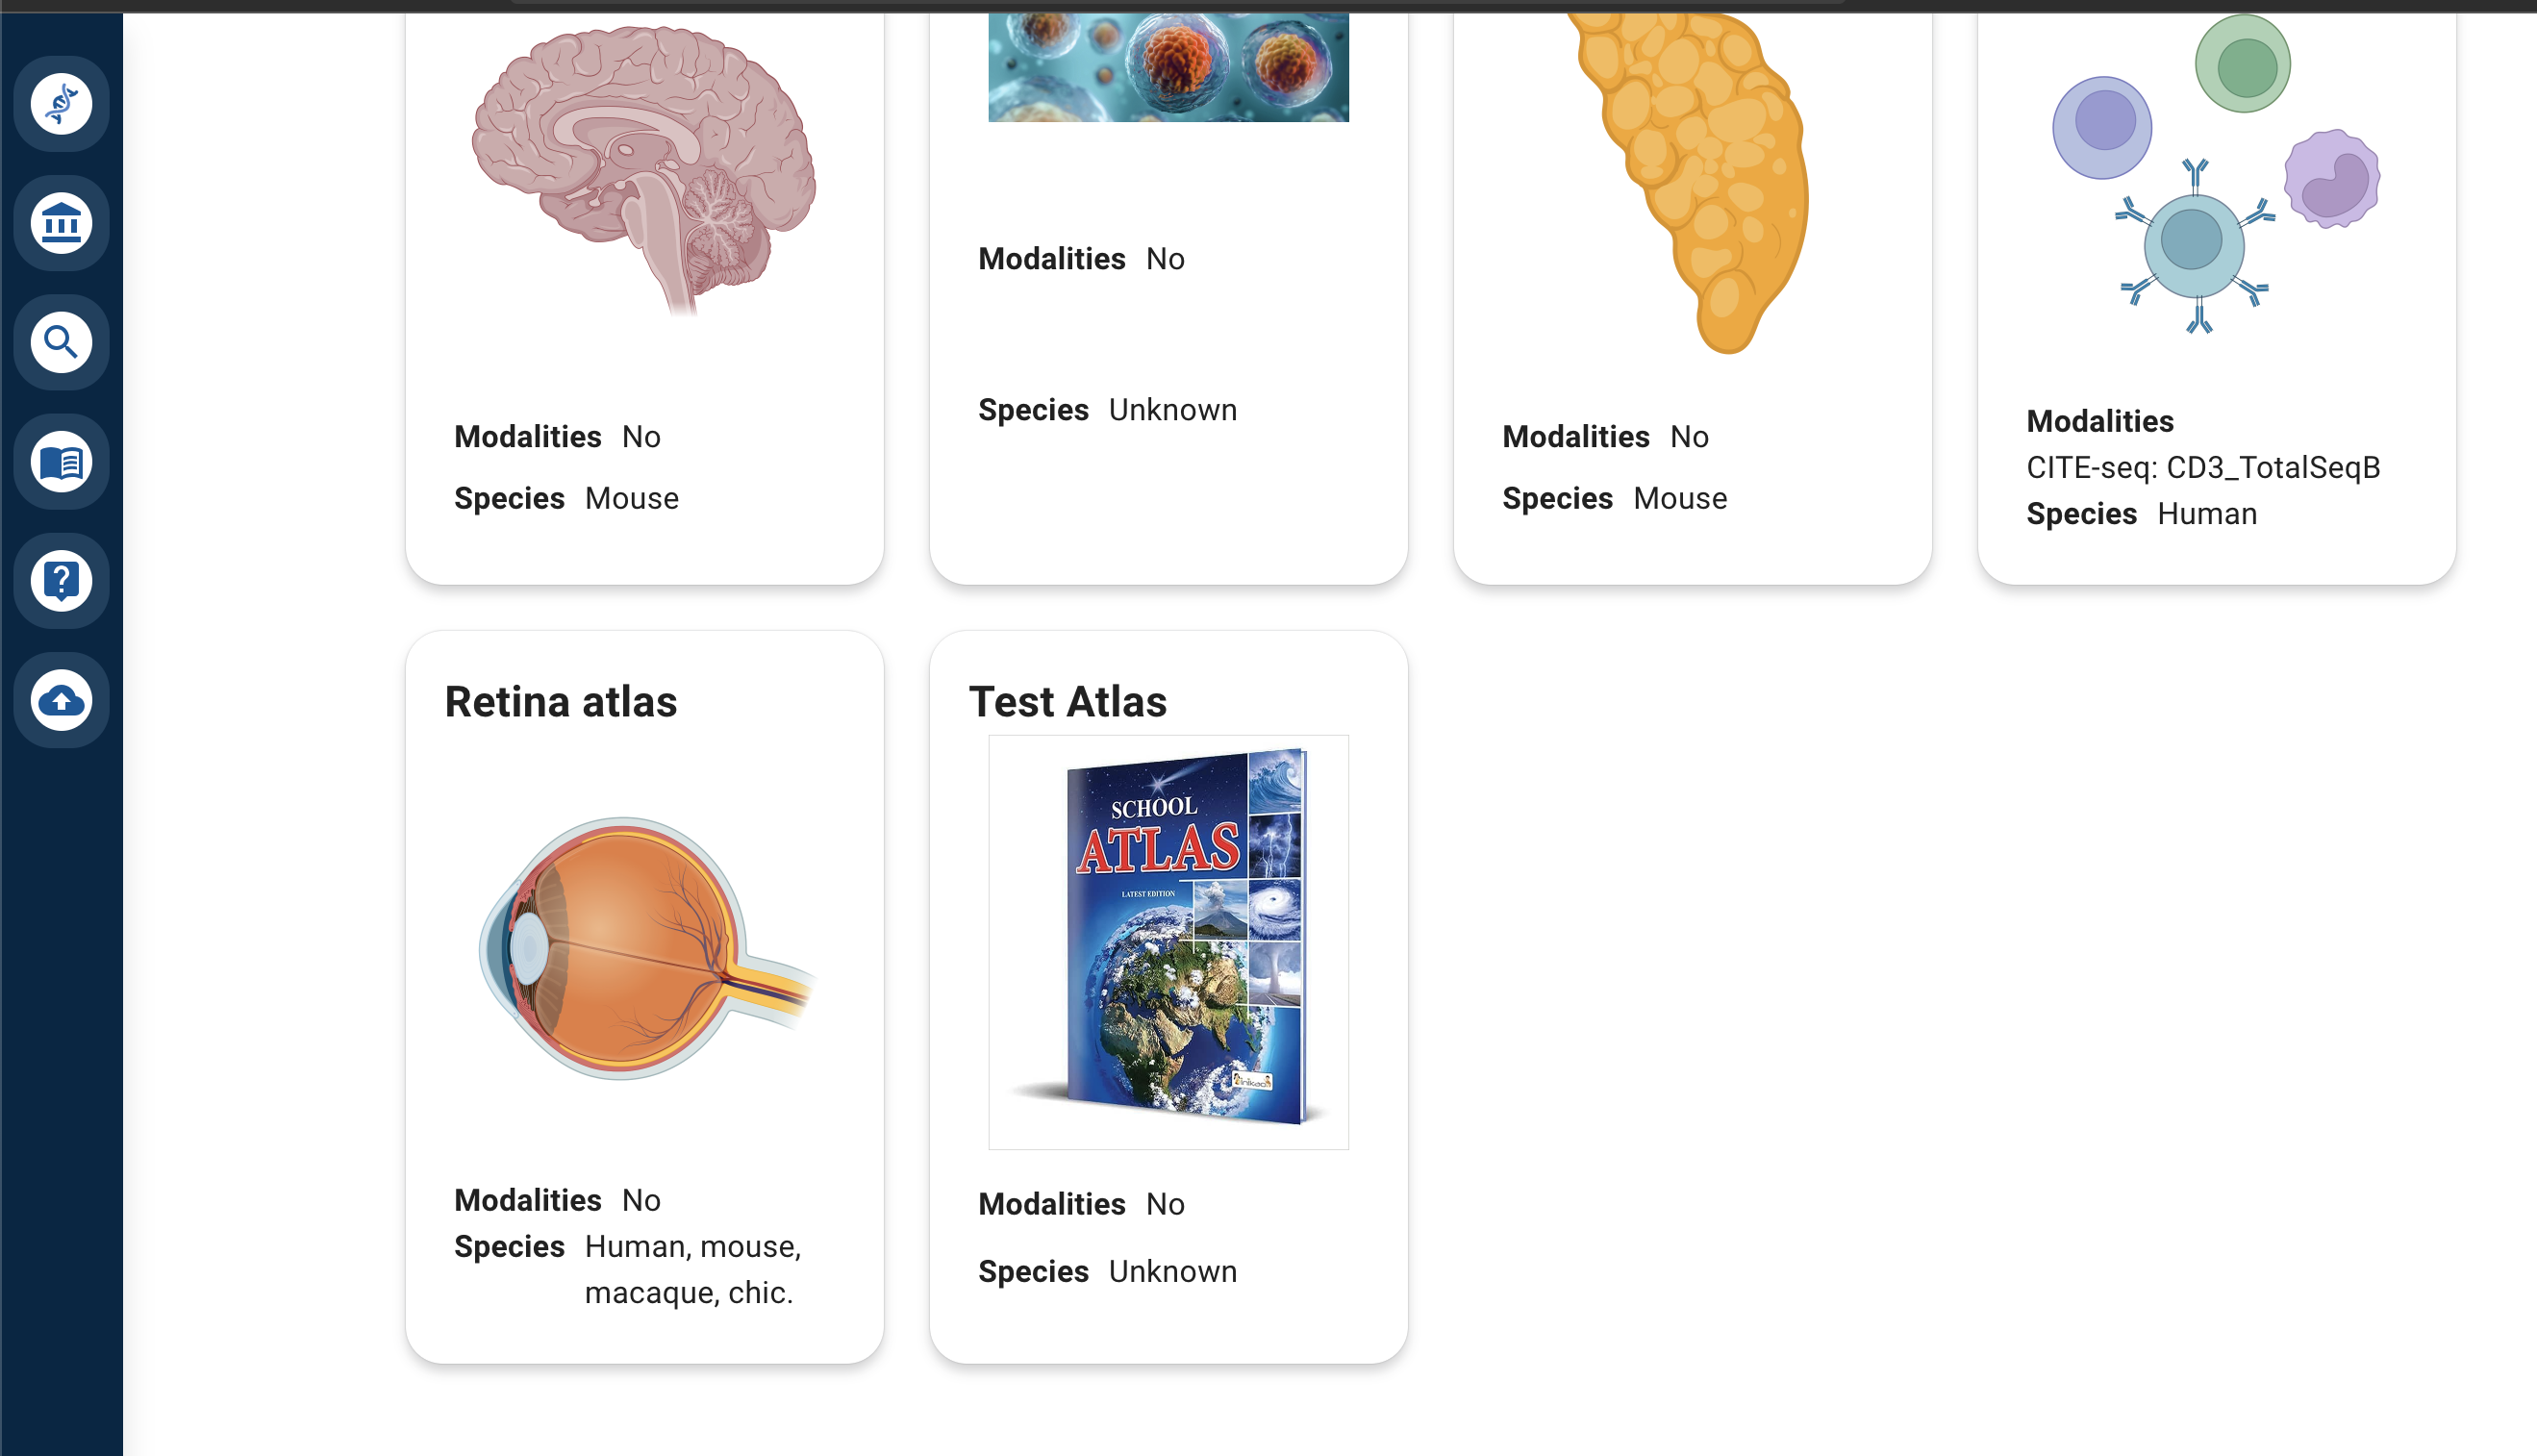 Modalities No
Species Mouse
Modalities No
Species Unknown
Modalities No
Species Mouse
Modalities
CITE-seq: CD3_TotalSeqB
Species Human
Retina atlas
Modalities No
Species Human, mouse,
macaque, chic.
Test Atlas
SCHOOL
ATLAS
LATEST EDITION
Modalities No
Species Unknown